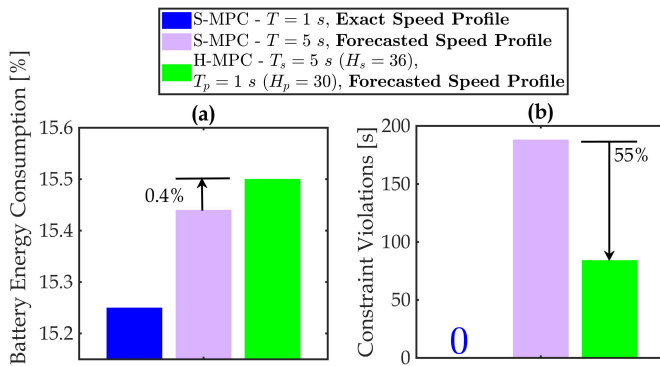 S-MPC - T = 1 s, Exact Speed Profile
S-MPC - T = 5 s, Forecasted Speed Profile
H-MPC - Tₛ = 5 s (Hₛ = 36),
Tₚ = 1 s (Hₚ = 30), Forecasted Speed Profile
(a)
Battery Energy Consumption [%]
15.6
15.5
15.4
15.3
15.2
0.4%
(b)
Constraint Violations [s]
200
150
100
50
0
55%
0